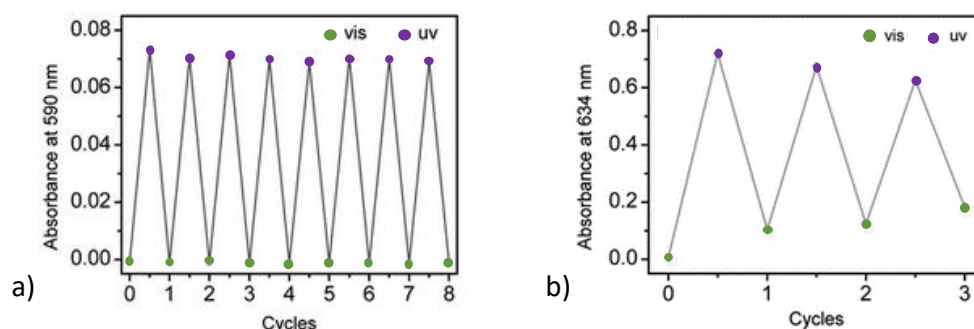 a)
Absorbance at 590 nm
0.08
0.06
0.04
0.02
0.00
vis uv
0 1 2 3 4 5 6 7 8
Cycles
b)
Absorbance at 634 nm
0.8
0.6
0.4
0.2
0.0
vis uv
0 1 2 3
Cycles